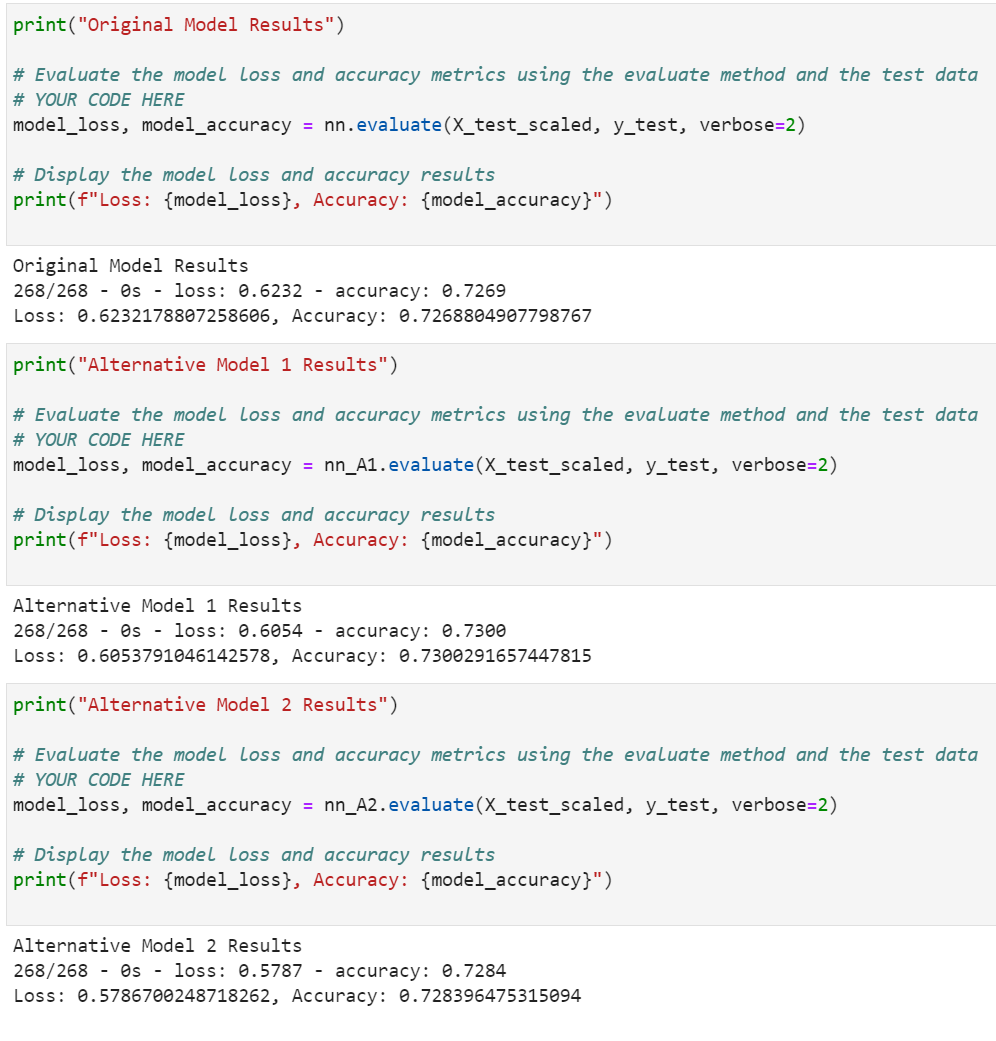 print("Original Model Results")
# Evaluate the model loss and accuracy metrics using the evaluate method and the test data
# YOUR CODE HERE
model_loss, model_accuracy = nn.evaluate(X_test_scaled, y_test, verbose=2)
# Display the model loss and accuracy results
print(f"Loss: {model_loss}, Accuracy: {model_accuracy}")
Original Model Results
268/268 - 0s - loss: 0.6232 - accuracy: 0.7269
Loss: 0.6232178807258606, Accuracy: 0.7268804907798767
print("Alternative Model 1 Results")
# Evaluate the model loss and accuracy metrics using the evaluate method and the test data
# YOUR CODE HERE
model_loss, model_accuracy = nn_A1.evaluate(X_test_scaled, y_test, verbose=2)
# Display the model loss and accuracy results
print(f"Loss: {model_loss}, Accuracy: {model_accuracy}")
Alternative Model 1 Results
268/268 - 0s - loss: 0.6054 - accuracy: 0.7300
Loss: 0.6053791046142578, Accuracy: 0.7300291657447815
print("Alternative Model 2 Results")
# Evaluate the model loss and accuracy metrics using the evaluate method and the test data
# YOUR CODE HERE
model_loss, model_accuracy = nn_A2.evaluate(X_test_scaled, y_test, verbose=2)
# Display the model loss and accuracy results
print(f"Loss: {model_loss}, Accuracy: {model_accuracy}")
Alternative Model 2 Results
268/268 - 0s - loss: 0.5787 - accuracy: 0.7284
Loss: 0.5786700248718262, Accuracy: 0.728396475315094